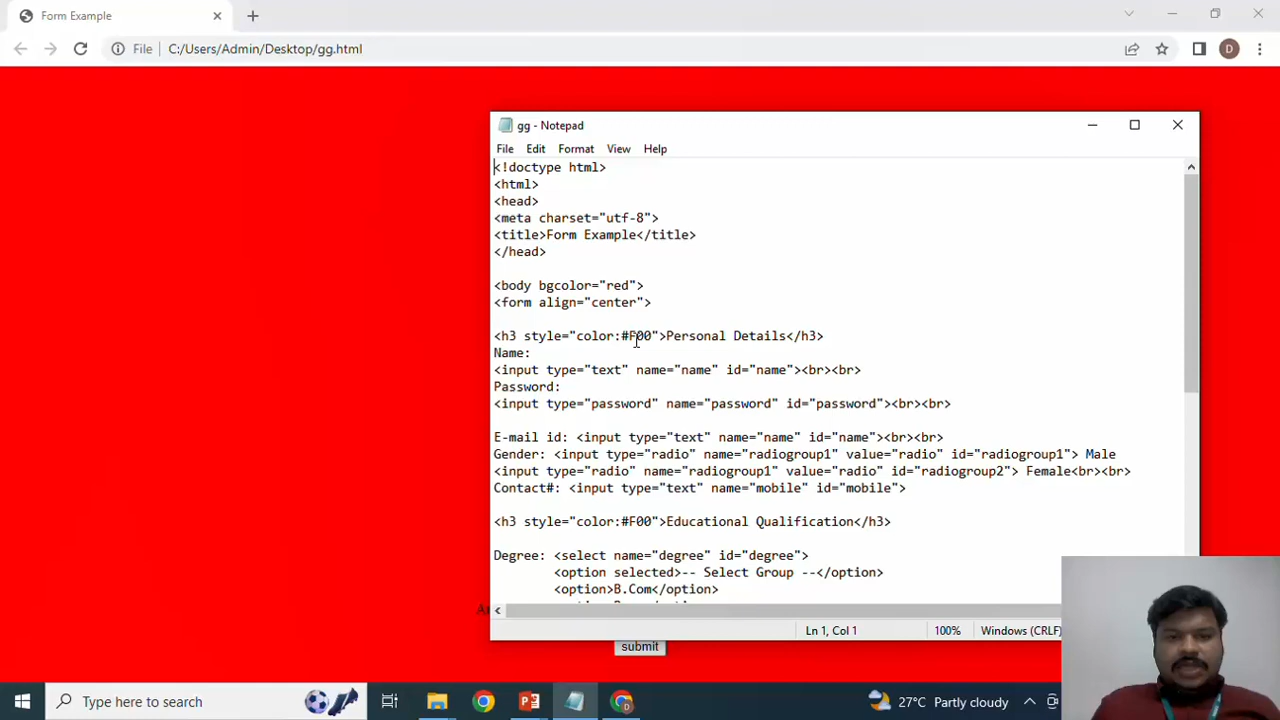 Form Example
File
C:/Users/Admin/Desktop/gg.html
D
gg - Notepad
File Edit Format View Help
<!doctype html>
<html>
<head>
<meta charset="utf-8">
<title>Form Example</title>
</head>
<body bgcolor="red">
<form align="center">
<h3 style="color:#F00">Personal Details</h3>
Name:
<input type="text" name="name" id="name"><br><br>
Password:
<input type="password" name="password" id="password"><br><br>
E-mail id: <input type="text" name="name" id="name"><br><br>
Gender: <input type="radio" name="radiogroup1" value="radio" id="radiogroup1"> Male
<input type="radio" name="radiogroup1" value="radio" id="radiogroup2"> Female<br><br>
Contact#: <input type="text" name="mobile" id="mobile">
<h3 style="color:#F00">Educational Qualification</h3>
Degree: <select name="degree" id="degree">
<option selected>-- Select Group --</option>
<option>B.Com</option>
Ln 1, Col 1
100%
Windows (CRLF)
submit
Type here to search
27°C Partly cloudy